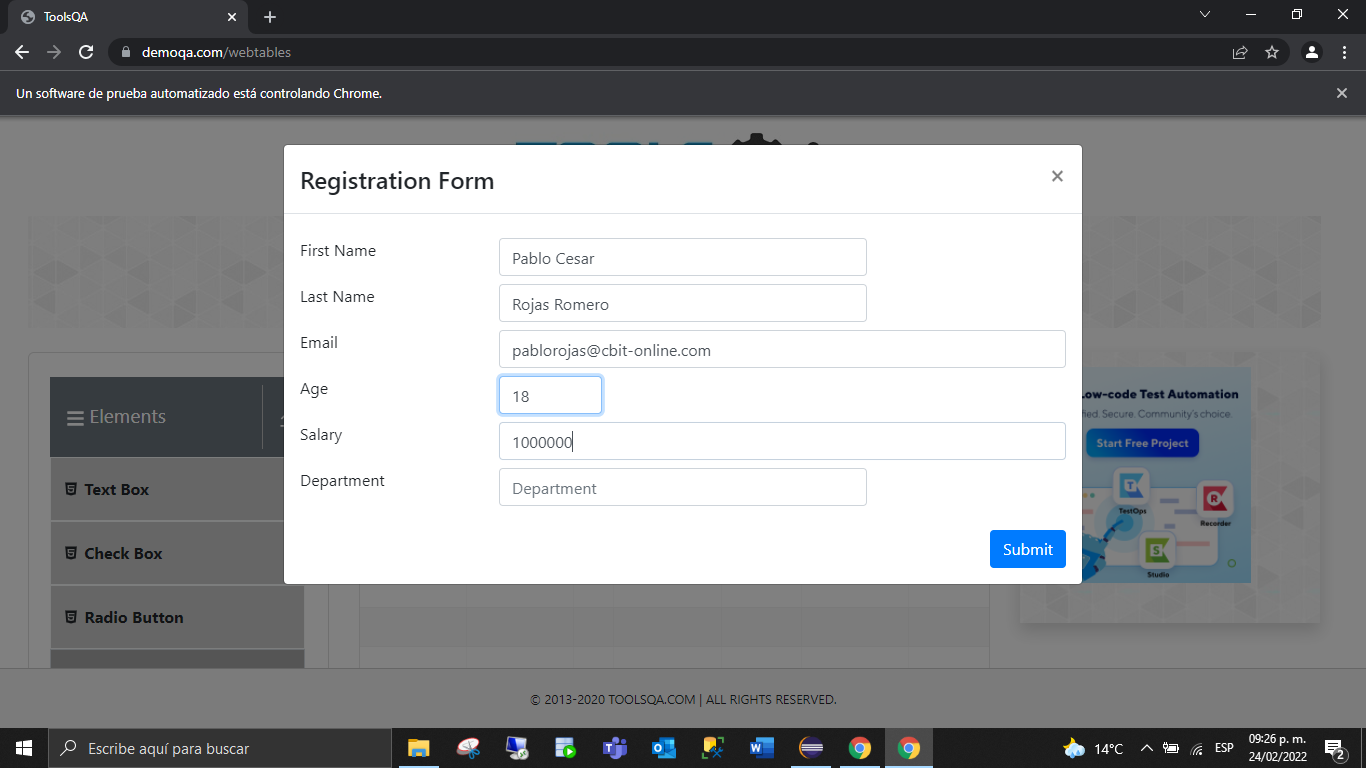 ToolsQA
demoqa.com/webtables
Un software de prueba automatizado está controlando Chrome.
Registration Form
×
First Name
Pablo Cesar
Last Name
Rojas Romero
Email
pablorojas@cbit-online.com
Age
18
Salary
1000000
Department
Department
Submit
Elements
Text Box
Check Box
Radio Button
Low-code Test Automation
Secure. Community's choice.
Start Free Project
TestOps
Recorder
Studio
© 2013-2020 TOOLSQA.COM | ALL RIGHTS RESERVED.
Escribe aquí para buscar
14°C
ESP
09:26 p. m.
24/02/2022
2